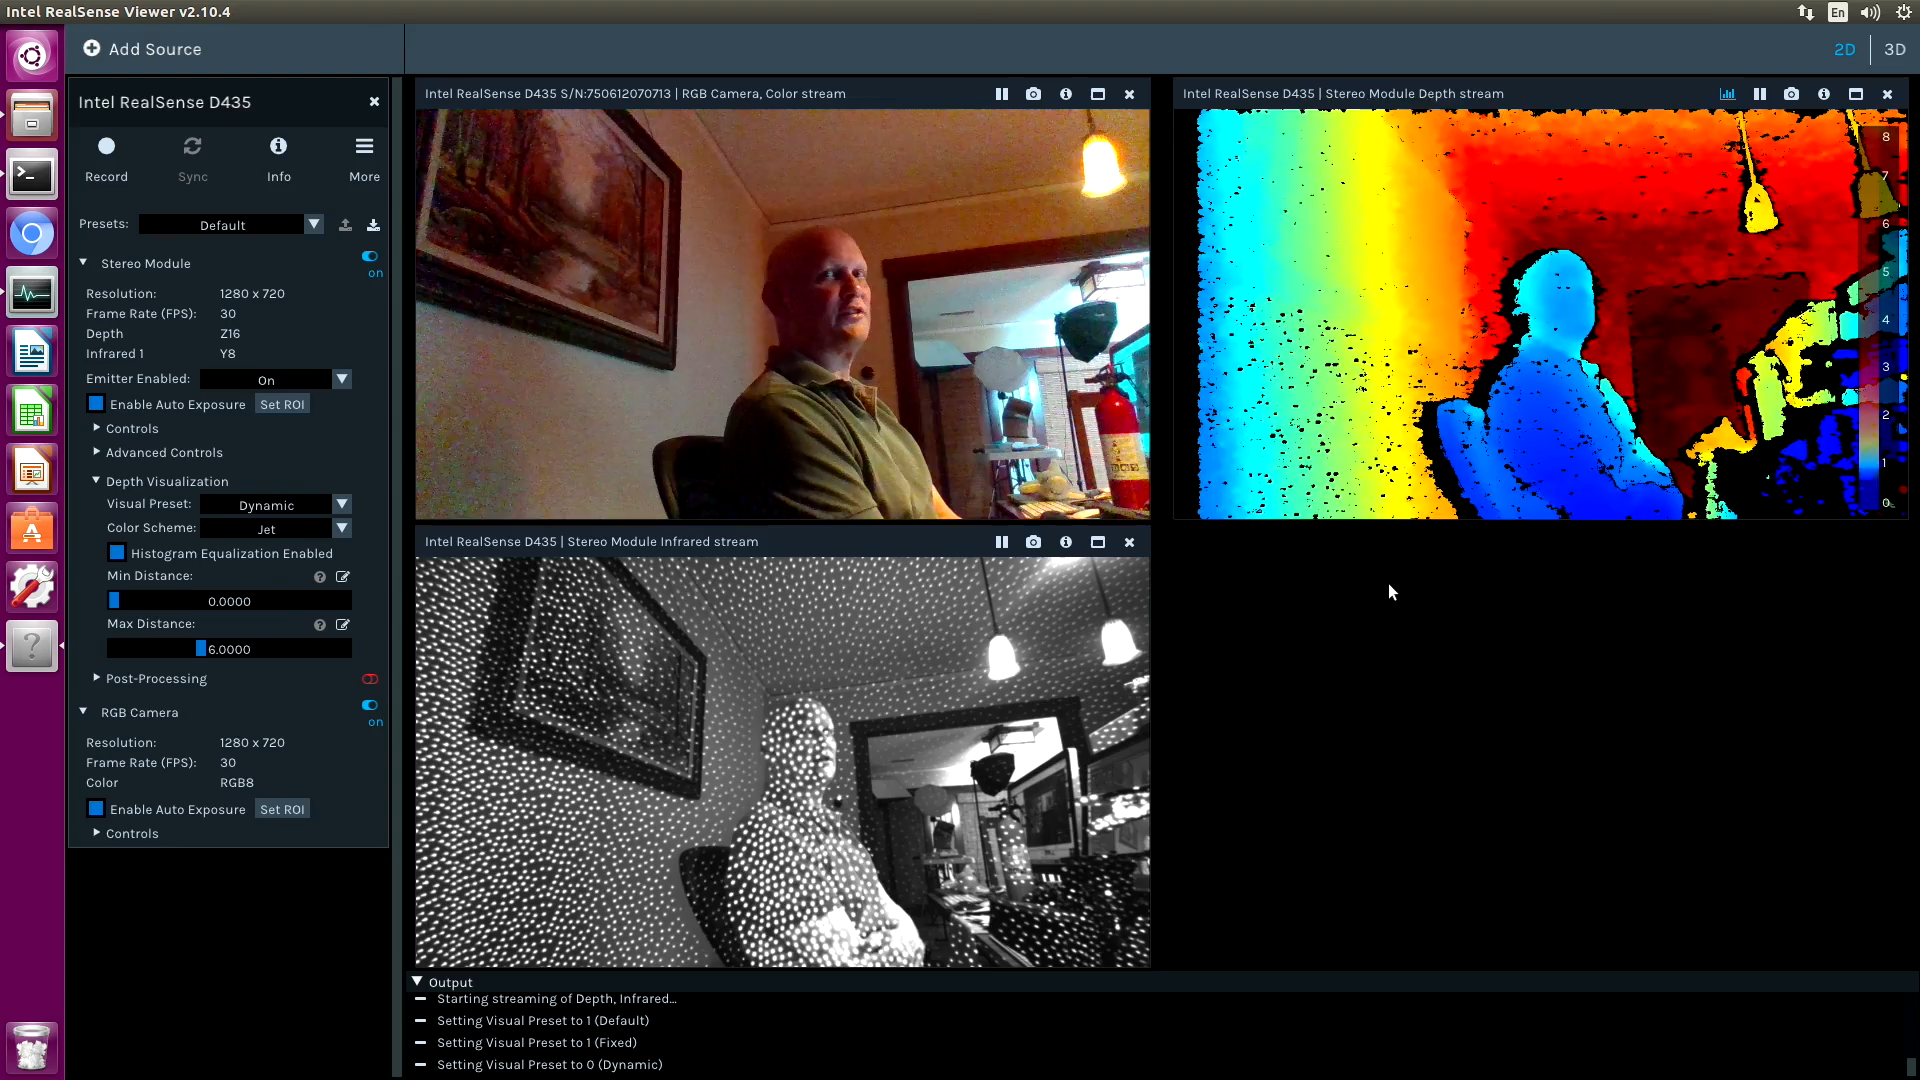 Intel RealSense Viewer v2.10.4
En
Add Source
2D
3D
Intel RealSense D435
Record
Sync
Info
More
Presets:
Default
Stereo Module
on
Resolution: 1280 x 720
Frame Rate (FPS): 30
Depth Z16
Infrared 1 Y8
Emitter Enabled: On
Enable Auto Exposure Set ROI
Controls
Advanced Controls
Depth Visualization
Visual Preset: Dynamic
Color Scheme: Jet
Histogram Equalization Enabled
Min Distance:
0.0000
Max Distance:
6.0000
Post-Processing
RGB Camera
on
Resolution: 1280 x 720
Frame Rate (FPS): 30
Color RGB8
Enable Auto Exposure Set ROI
Controls
Intel RealSense D435 S/N:750612070713 | RGB Camera, Color stream
Intel RealSense D435 | Stereo Module Depth stream
8
7
6
5
4
3
2
1
0
Intel RealSense D435 | Stereo Module Infrared stream
Output
Starting streaming of Depth, Infrared...
Setting Visual Preset to 1 (Default)
Setting Visual Preset to 1 (Fixed)
Setting Visual Preset to 0 (Dynamic)